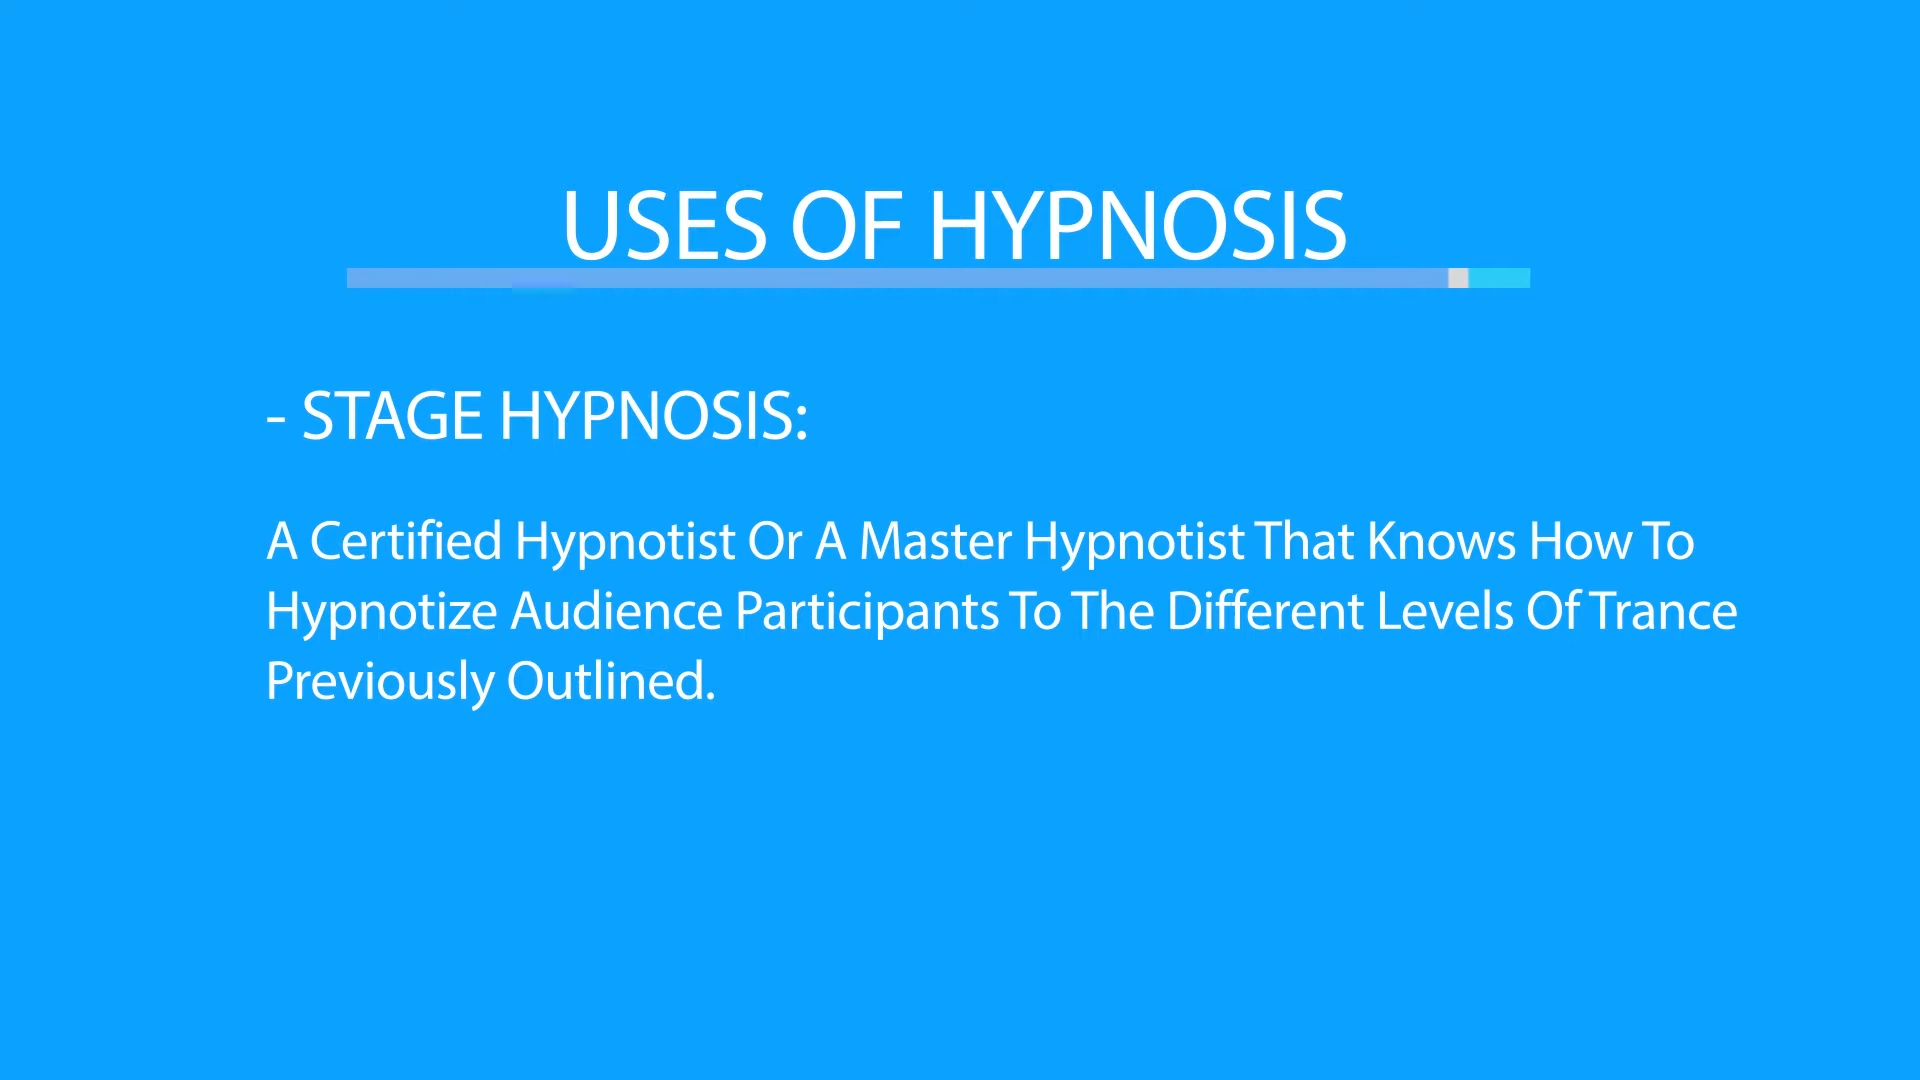 USES OF HYPNOSIS
- STAGE HYPNOSIS:
A Certified Hypnotist Or A Master Hypnotist That Knows How To
Hypnotize Audience Participants To The Different Levels Of Trance
Previously Outlined.